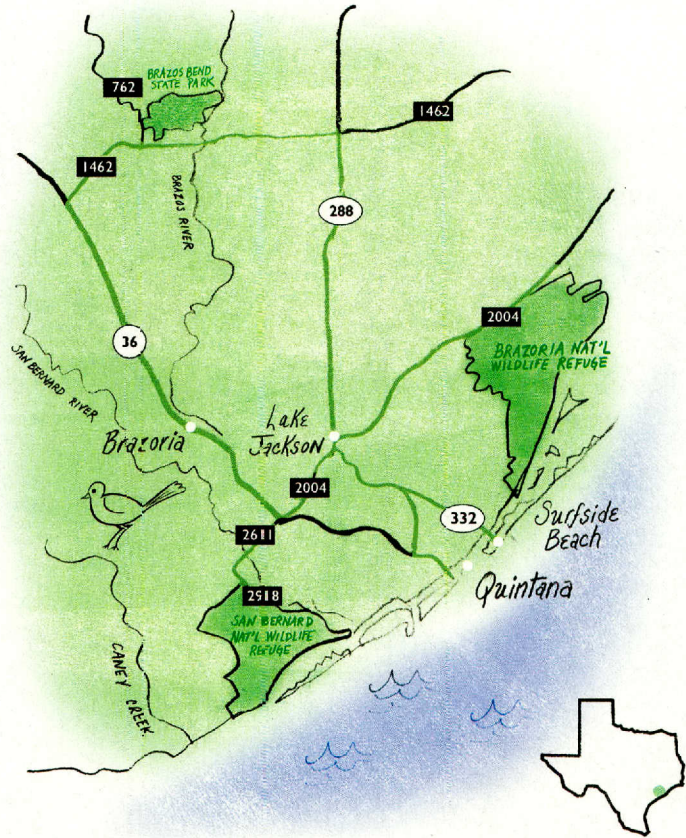 762
BRAZOS BEND
STATE PARK
1462
1462
BRAZOS RIVER
288
2004
36
BRAZORIA NAT'L
WILDLIFE REFUGE
SAN BERNARD RIVER
Brazoria
Lake
Jackson
2004
332
Surfside
Beach
2611
Quintana
2918
SAN BERNARD
NAT'L WILDLIFE
REFUGE
CANEY CREEK